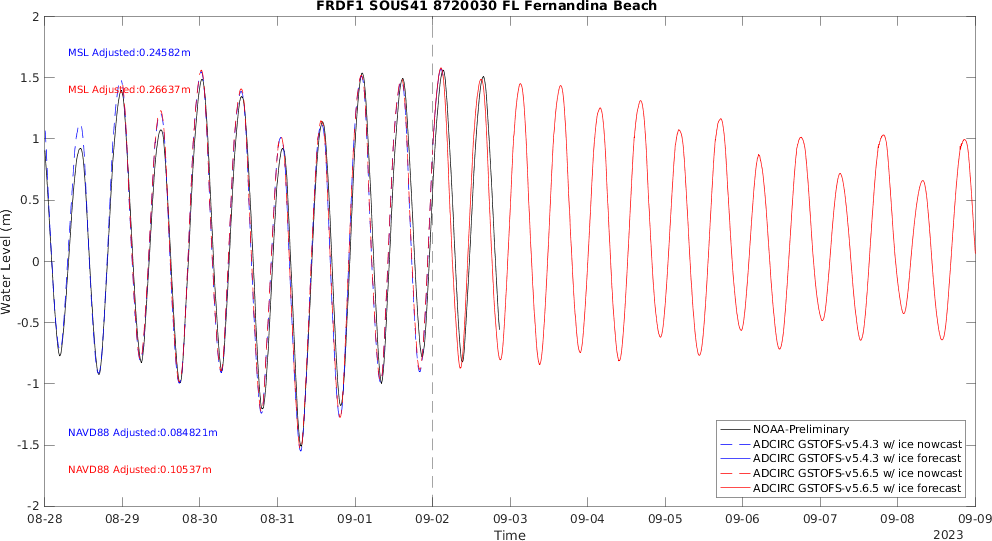 FRDF1 SOUS41 8720030 FL Fernandina Beach
2
1.5
1
0.5
0
-0.5
-1
-1.5
-2
Water Level (m)
MSL Adjusted:0.24582m
MSL Adjusted:0.26637m
NAVD88 Adjusted:0.084821m
NAVD88 Adjusted:0.10537m
NOAA-Preliminary
ADCIRC GSTOFS-v5.4.3 w/ ice nowcast
ADCIRC GSTOFS-v5.4.3 w/ ice forecast
ADCIRC GSTOFS-v5.6.5 w/ ice nowcast
ADCIRC GSTOFS-v5.6.5 w/ ice forecast
08-28 08-29 08-30 08-31 09-01 09-02 09-03 09-04 09-05 09-06 09-07 09-08 09-09
Time
2023